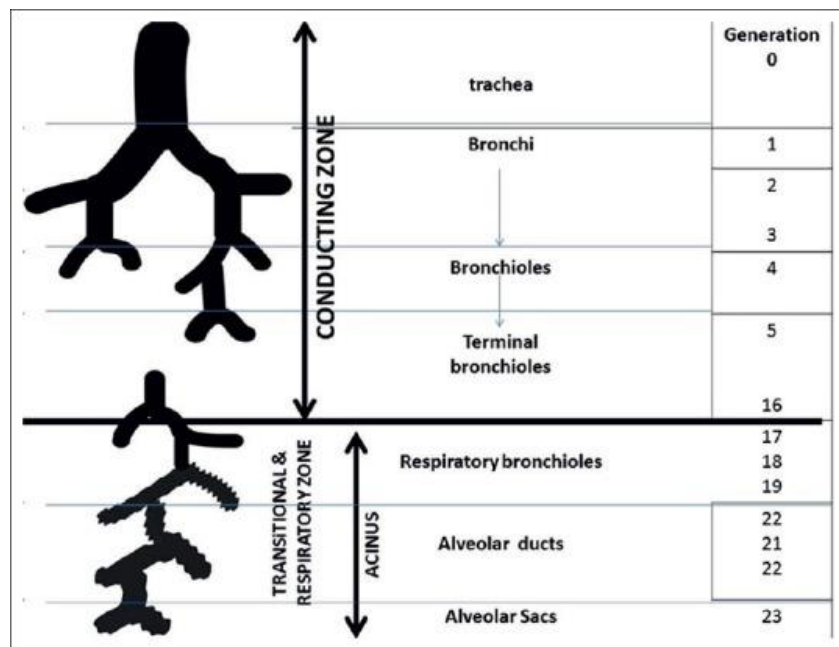 Generation
0
trachea
Bronchi
1
2
3
Bronchioles
4
Terminal
bronchioles
5
16
CONDUCTING ZONE
Respiratory bronchioles
17
18
19
Alveolar ducts
22
21
22
Alveolar Sacs
23
TRANSITIONAL &
RESPIRATORY ZONE
ACINUS